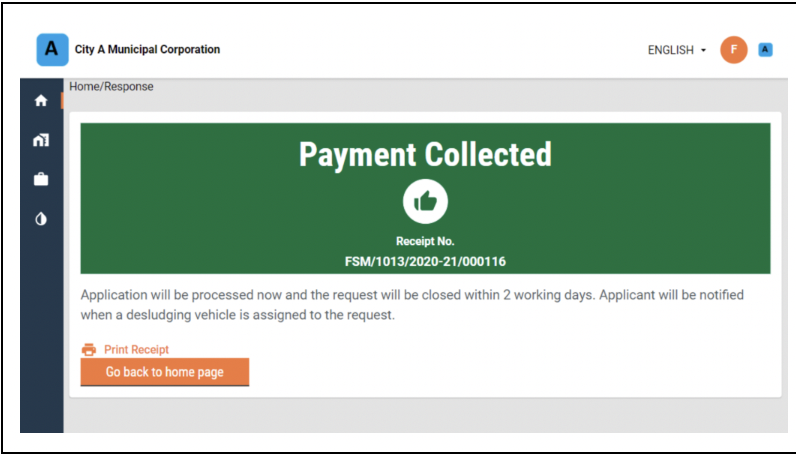 A City A Municipal Corporation ENGLISH F A
Home/Response
Payment Collected
Receipt No.
FSM/1013/2020-21/000116
Application will be processed now and the request will be closed within 2 working days. Applicant will be notified
when a desludging vehicle is assigned to the request.
Print Receipt
Go back to home page